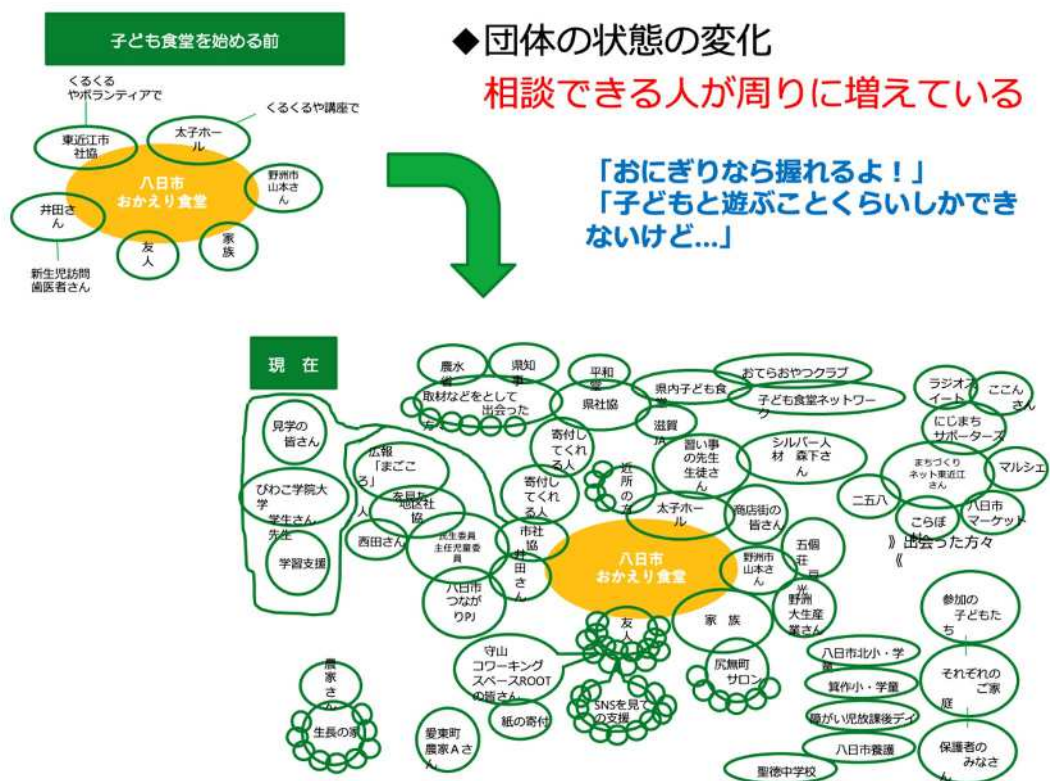 子ども食堂を始める前
◆団体の状態の変化
相談できる人が周りに増えている
「おにぎりなら握れるよ！」
「子どもと遊ぶことくらいしかでき
ないけど…」
くるくる
やボランティアで
くるくるや講座で
東近江市
社協
太子ホー
ル
八日市
おかえり食堂
野洲市
山本さ
ん
井田さ
ん
友
人
家
族
新生児訪問
歯医者さん
現 在
農水
省
県知
事
平和
堂
おてらおやつクラブ
取材などをとして
出会った
方
県社協
県内子ども食
堂
子ども食堂ネットワー
ク
ラジオス
イート
ここん
さん
見学の
皆さん
滋賀
JA
にじまち
サポーターズ
広報
「まごこ
ろ」
を見た
人
寄付し
てくれ
る人
習い事
の先生
生徒さん
シルバー人
材 森下さ
ん
まちづくり
ネット東近江
さん
マルシェ
びわこ学院大
学
学生さん
先生
寄付し
てくれ
る人
近所の方
二五八
地区社
協
太子ホー
ル
商店街の
皆さん
こらぼ
八日市
マーケット
西田さん
民生委員
主任児童委
員
市社
協
》出会った方々
《
学習支援
井田さん
八日市
おかえり食堂
野洲市
山本さ
ん
五個
荘
光
八日市
つながり
りPJ
野洲
大生産
業さん
参加の
子どもた
ち
友
人
家 族
守山
コワーキング
スペースROOT
の皆さん
尻無町
サロン
八日市北小・学
童
それぞれの
ご家
庭
農家さん
箕作小・学童
SNSを見て
の支援
紙の寄付
障がい児放課後デイ
生長の家
愛東町
農家Aさ
ん
八日市養護
保護者の
みなさ
ん
聖徳中学校